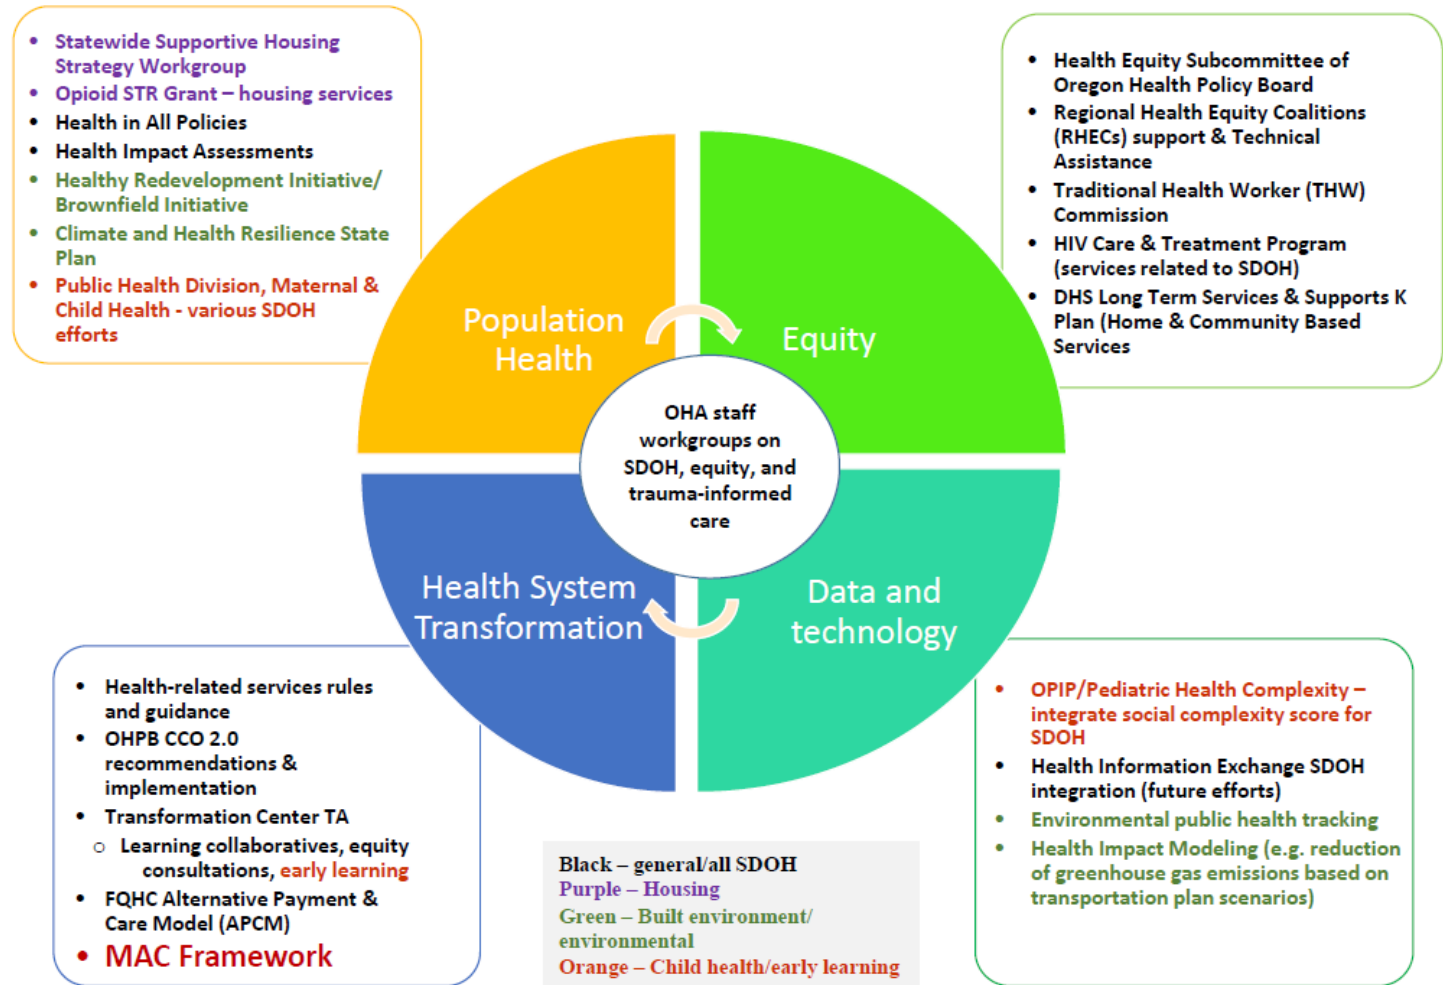 • Statewide Supportive Housing
Strategy Workgroup
• Opioid STR Grant – housing services
• Health in All Policies
• Health Impact Assessments
• Healthy Redevelopment Initiative/
Brownfield Initiative
• Climate and Health Resilience State
Plan
• Public Health Division, Maternal &
Child Health - various SDOH
efforts
• Health Equity Subcommittee of
Oregon Health Policy Board
• Regional Health Equity Coalitions
(RHECs) support & Technical
Assistance
• Traditional Health Worker (THW)
Commission
• HIV Care & Treatment Program
(services related to SDOH)
• DHS Long Term Services & Supports K
Plan (Home & Community Based
Services
Population
Health
Equity
OHA staff
workgroups on
SDOH, equity, and
trauma-informed
care
Health System
Transformation
Data and
technology
• Health-related services rules
and guidance
• OHPB CCO 2.0
recommendations &
implementation
• Transformation Center TA
o Learning collaboratives, equity
consultations, early learning
• FQHC Alternative Payment &
Care Model (APCM)
• MAC Framework
• OPIP/Pediatric Health Complexity –
integrate social complexity score for
SDOH
• Health Information Exchange SDOH
integration (future efforts)
• Environmental public health tracking
• Health Impact Modeling (e.g. reduction
of greenhouse gas emissions based on
transportation plan scenarios)
Black – general/all SDOH
Purple – Housing
Green – Built environment/
environmental
Orange – Child health/early learning